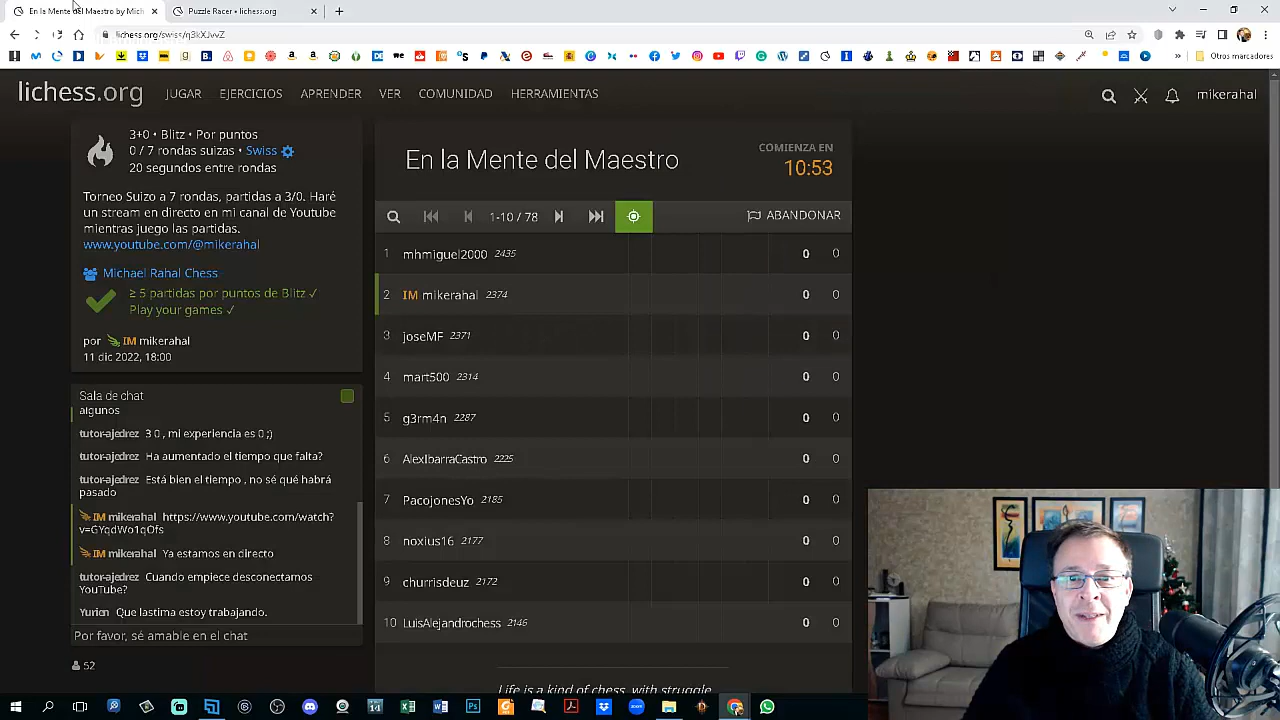 En la Mente del Maestro by Mich
Puzzle Racer • lichess.org
lichess.org/swiss/q3kXJvwZ
Otros marcadores
lichess.org
JUGAR EJERCICIOS APRENDER VER COMUNIDAD HERRAMIENTAS
mikerahal
3+0 • Blitz • Por puntos
0 / 7 rondas suizas • Swiss
20 segundos entre rondas
Torneo Suizo a 7 rondas, partidas a 3/0. Haré
un stream en directo en mi canal de Youtube
mientras juego las partidas.
www.youtube.com/@mikerahal
Michael Rahal Chess
≥ 5 partidas por puntos de Blitz ✓
Play your games ✓
por IM mikerahal
11 dic 2022, 18:00
Sala de chat
algunos
tutor-ajedrez 3 0 , mi experiencia es 0 ;)
tutor-ajedrez Ha aumentado el tiempo que falta?
tutor-ajedrez Está bien el tiempo , no sé qué habrá
pasado
IM mikerahal https://www.youtube.com/watch?
v=GYqdWo1qOfs
IM mikerahal Ya estamos en directo
tutor-ajedrez Cuando empiece desconectamos
YouTube?
Yurien Que lastima estoy trabajando.
Por favor, sé amable en el chat
52
En la Mente del Maestro
COMIENZA EN
10:53
1-10 / 78
ABANDONAR
1 mhmiguel2000 2435 0 0
2 IM mikerahal 2374 0 0
3 joseMF 2371 0 0
4 mart500 2314 0 0
5 g3rm4n 2287 0 0
6 AlexIbarraCastro 2225 0 0
7 PacojonesYo 2185 0 0
8 noxius16 2177 0 0
9 churrisdeuz 2172 0 0
10 LuisAlejandrochess 2146 0 0
Life is a kind of chess, with struggle,